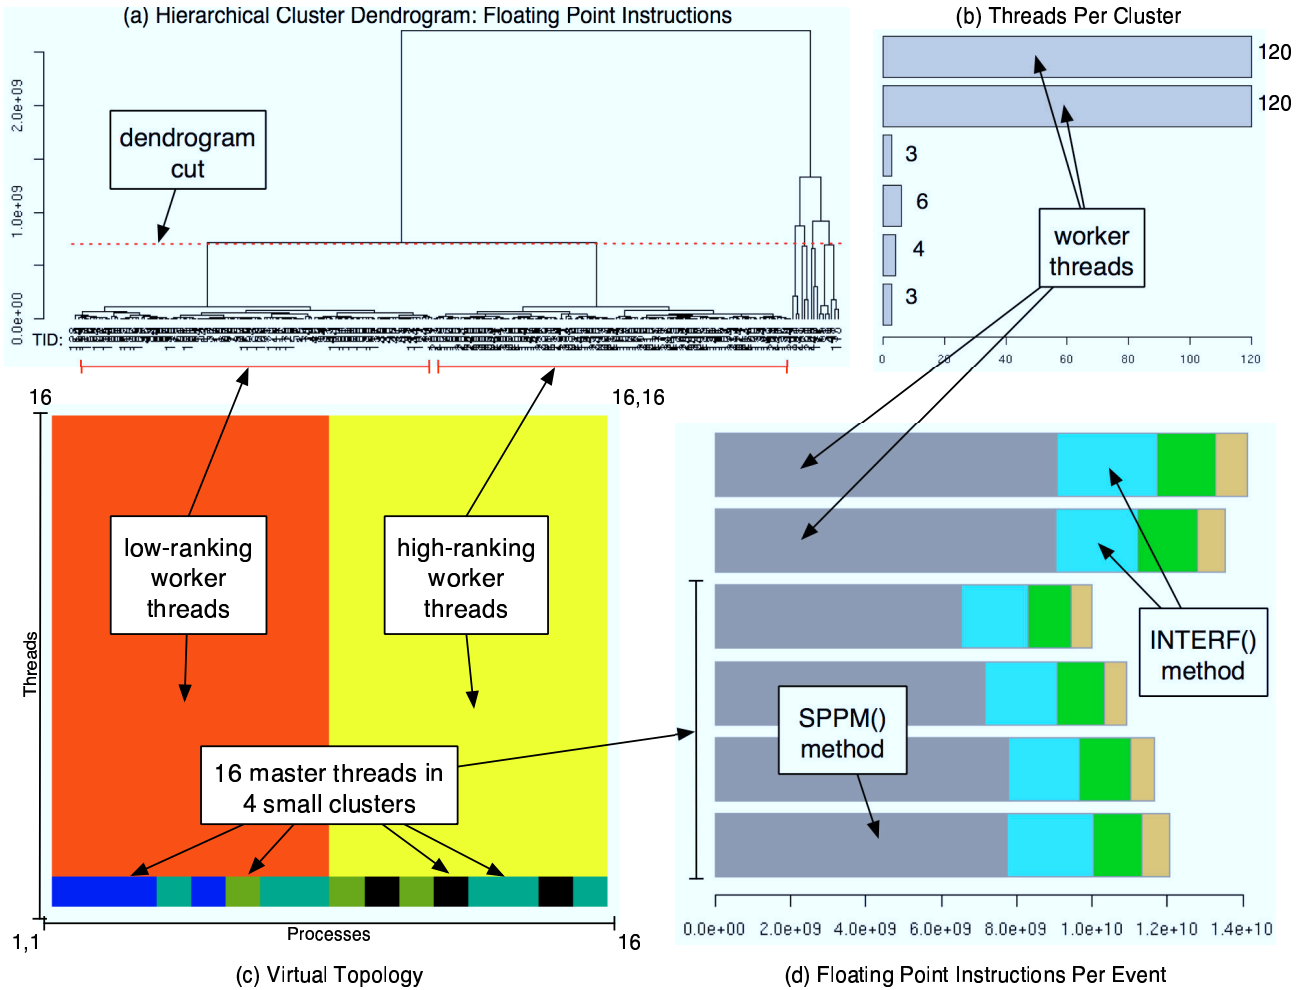 (a) Hierarchical Cluster Dendrogram: Floating Point Instructions
(b) Threads Per Cluster
dendrogram
cut
0.0e+00
1.0e+09
2.0e+09
TID:
120
120
3
6
4
3
worker
threads
0
20
40
60
80
100
120
16
16,16
low-ranking
worker
threads
high-ranking
worker
threads
Threads
16 master threads in
4 small clusters
1,1
Processes
16
(c) Virtual Topology
INTERF()
method
SPPM()
method
0.0e+00
2.0e+09
4.0e+09
6.0e+09
8.0e+09
1.0e+10
1.4e+10
(d) Floating Point Instructions Per Event